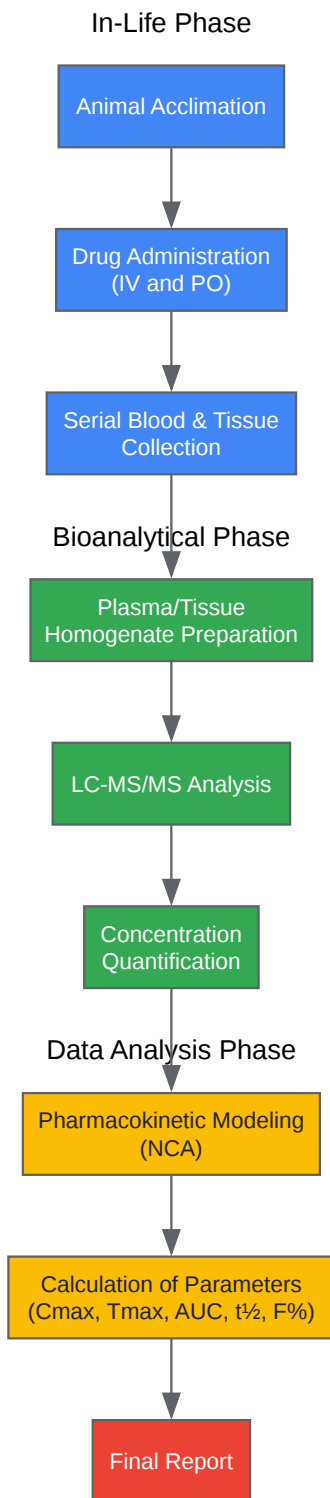 In-Life Phase
Animal Acclimation
Drug Administration
(IV and PO)
Serial Blood & Tissue
Collection
Bioanalytical Phase
Plasma/Tissue
Homogenate Preparation
LC-MS/MS Analysis
Concentration
Quantification
Data Analysis Phase
Pharmacokinetic Modeling
(NCA)
Calculation of Parameters
(Cmax, Tmax, AUC, t½, F%)
Final Report